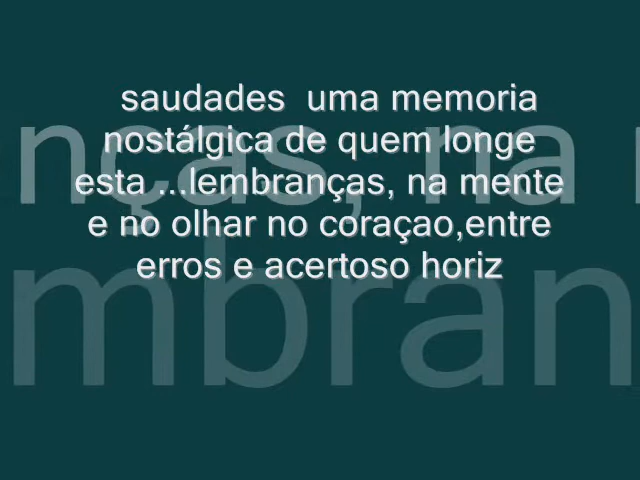 saudades uma memoria
nostálgica de quem longe
esta ...lembranças, na mente
e no olhar no coraçao,entre
erros e acertoso horiz
nças, na
mbran